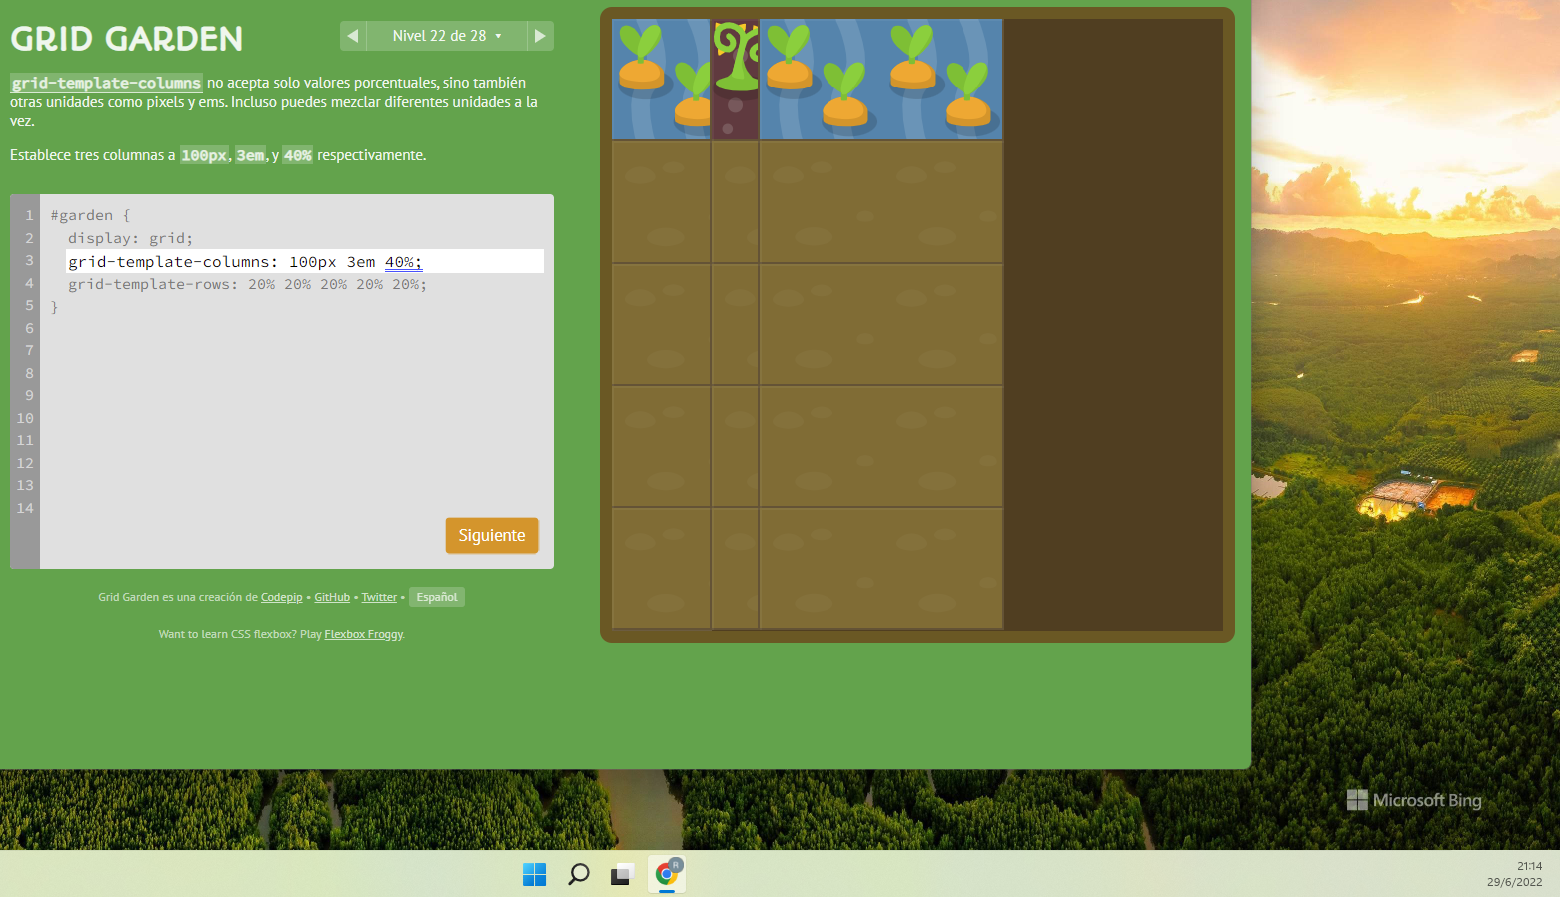 GRID GARDEN
Nivel 22 de 28
grid-template-columns no acepta solo valores porcentuales, sino también
otras unidades como pixels y ems. Incluso puedes mezclar diferentes unidades a la
vez.
Establece tres columnas a 100px, 3em, y 40% respectivamente.
1 #garden {
2 display: grid;
3 grid-template-columns: 100px 3em 40%;
4 grid-template-rows: 20% 20% 20% 20% 20%;
5 }
6
7
8
9
10
11
12
13
14
Siguiente
Grid Garden es una creación de Codepip • GitHub • Twitter • Español
Want to learn CSS flexbox? Play Flexbox Froggy.
Microsoft Bing
R
21:14
29/6/2022